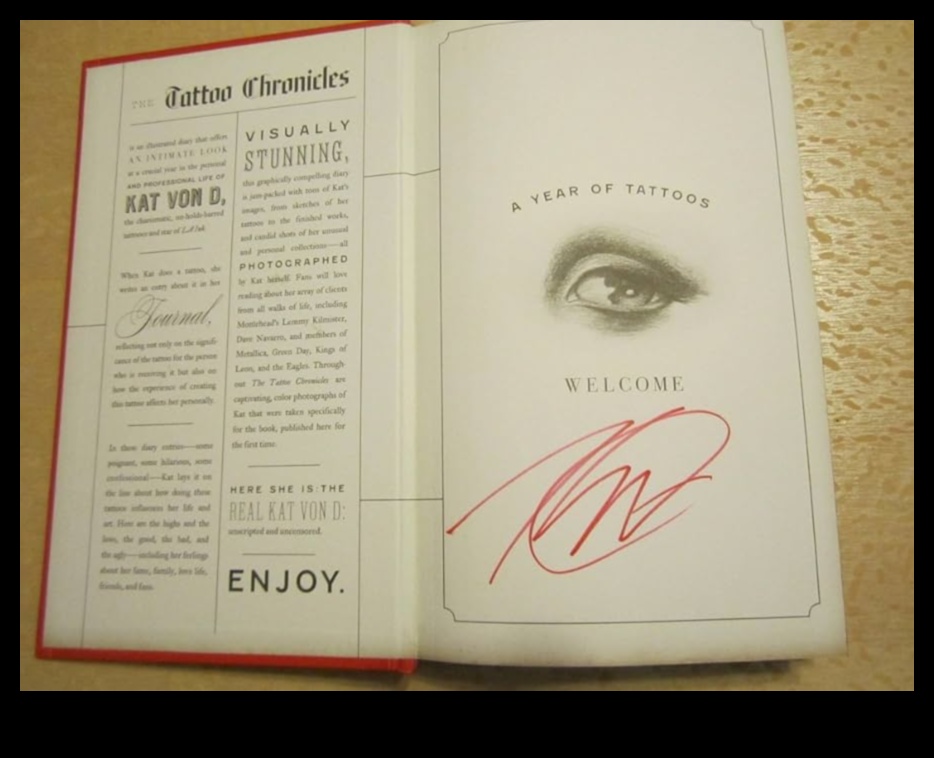 THE Tattoo Chronicles
is an illustrated diary that offers
AN INTIMATE LOOK
at a crucial year in the personal
AND PROFESSIONAL LIFE OF
KAT VON D,
the charismatic, no-holds-barred
tattooer and star of L.A. Ink.
When Kat does a tattoo, she
writes an entry about it in her
Journal,
reflecting not only on the signifi-
cance of the tattoo for the person
who is receiving it but also on
how the experience of creating
this tattoo affects her personally.
In these diary entries—some
poignant, some hilarious, some
confessional—Kat lays it on
the line about how doing these
tattoos influences her life and
art. Here are the highs and the
lows, the good, the bad, and
the ugly—including her feelings
about her fame, family, love life,
friends, and fans.
VISUALLY
STUNNING,
this graphically compelling diary
is jam-packed with tons of Kat's
images, from sketches of her
tattoos to the finished works,
and candid shots of her unusual
and personal collections—all
PHOTOGRAPHED
by Kat herself. Fans will love
reading about her array of clients
from all walks of life, including
Motörhead's Lemmy Kilmister,
Dave Navarro, and members of
Metallica, Green Day, Kings of
Leon, and the Eagles. Through-
out The Tattoo Chronicles are
captivating, color photographs of
Kat that were taken specifically
for the book, published here for
the first time.
HERE SHE IS: THE
REAL KAT VON D:
unscripted and uncensored.
ENJOY.
A YEAR OF TATTOOS
WELCOME